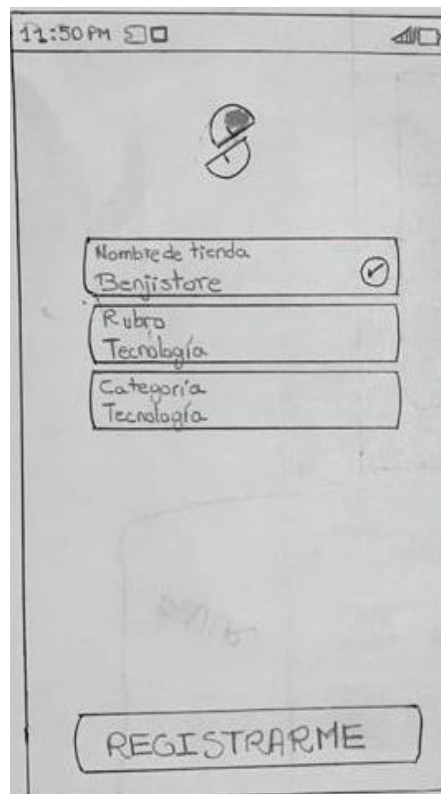 11:50 PM
Nombre de tienda
Benjistore
Rubro
Tecnología
Categoría
Tecnología
REGISTRARME